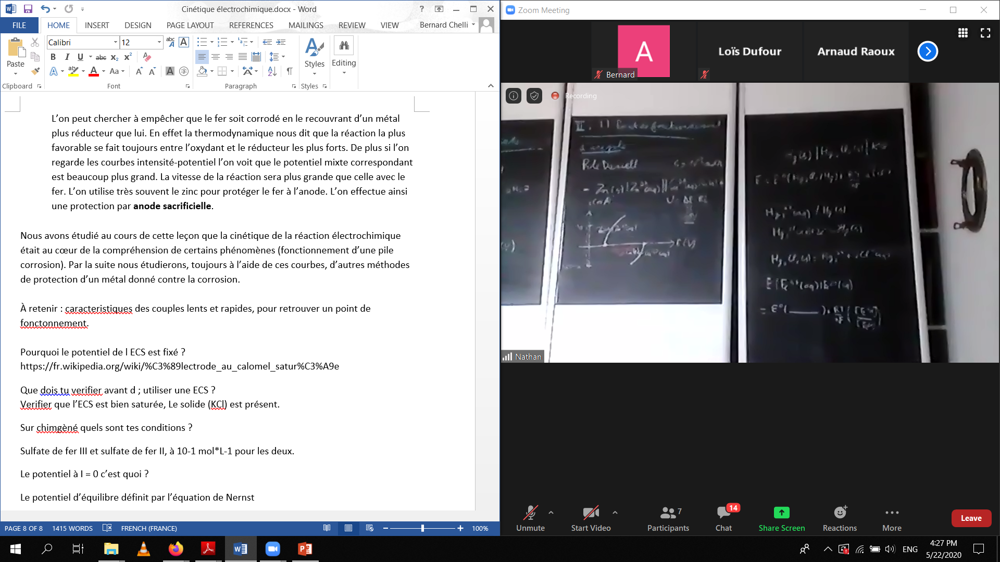 Cinétique électrochimique.docx - Word
FILE HOME INSERT DESIGN PAGE LAYOUT REFERENCES MAILINGS REVIEW VIEW Bernard Chelli
Calibri 12
Paste Styles Editing
Clipboard Font Paragraph Styles
L’on peut chercher à empêcher que le fer soit corrodé en le recouvrant d’un métal
plus réducteur que lui. En effet la thermodynamique nous dit que la réaction la plus
favorable se fait toujours entre l’oxydant et le réducteur les plus forts. De plus si l’on
regarde les courbes intensité-potentiel l’on voit que le potentiel mixte correspondant
est beaucoup plus grand. La vitesse de la réaction sera plus grande que celle avec le
fer. L’on utilise très souvent le zinc pour protéger le fer à l’anode. L’on effectue ainsi
une protection par anode sacrificielle.
Nous avons étudié au cours de cette leçon que la cinétique de la réaction électrochimique
était au cœur de la compréhension de certains phénomènes (fonctionnement d’une pile
corrosion). Par la suite nous étudierons, toujours à l’aide de ces courbes, d’autres méthodes
de protection d’un métal donné contre la corrosion.
À retenir : caracteristiques des couples lents et rapides, pour retrouver un point de
fonctonnement.
Pourquoi le potentiel de l ECS est fixé ?
https://fr.wikipedia.org/wiki/%C3%89lectrode_au_calomel_satur%C3%A9e
Que dois tu verifier avant d ; utiliser une ECS ?
Verifier que l’ECS est bien saturée, Le solide (KCl) est présent.
Sur chimgèné quels sont tes conditions ?
Sulfate de fer III et sulfate de fer II, à 10-1 mol*L-1 pour les deux.
Le potentiel à I = 0 c’est quoi ?
Le potentiel d’équilibre définit par l’équation de Nernst
PAGE 8 OF 8 1415 WORDS FRENCH (FRANCE) 100%
Zoom Meeting
A
Bernard
Loïs Dufour
Arnaud Raoux
Recording
Pile Daniell
E(V)
Nathan
Unmute Start Video Participants 7 Chat 14 Share Screen Reactions More Leave
ENG
4:27 PM
5/22/2020